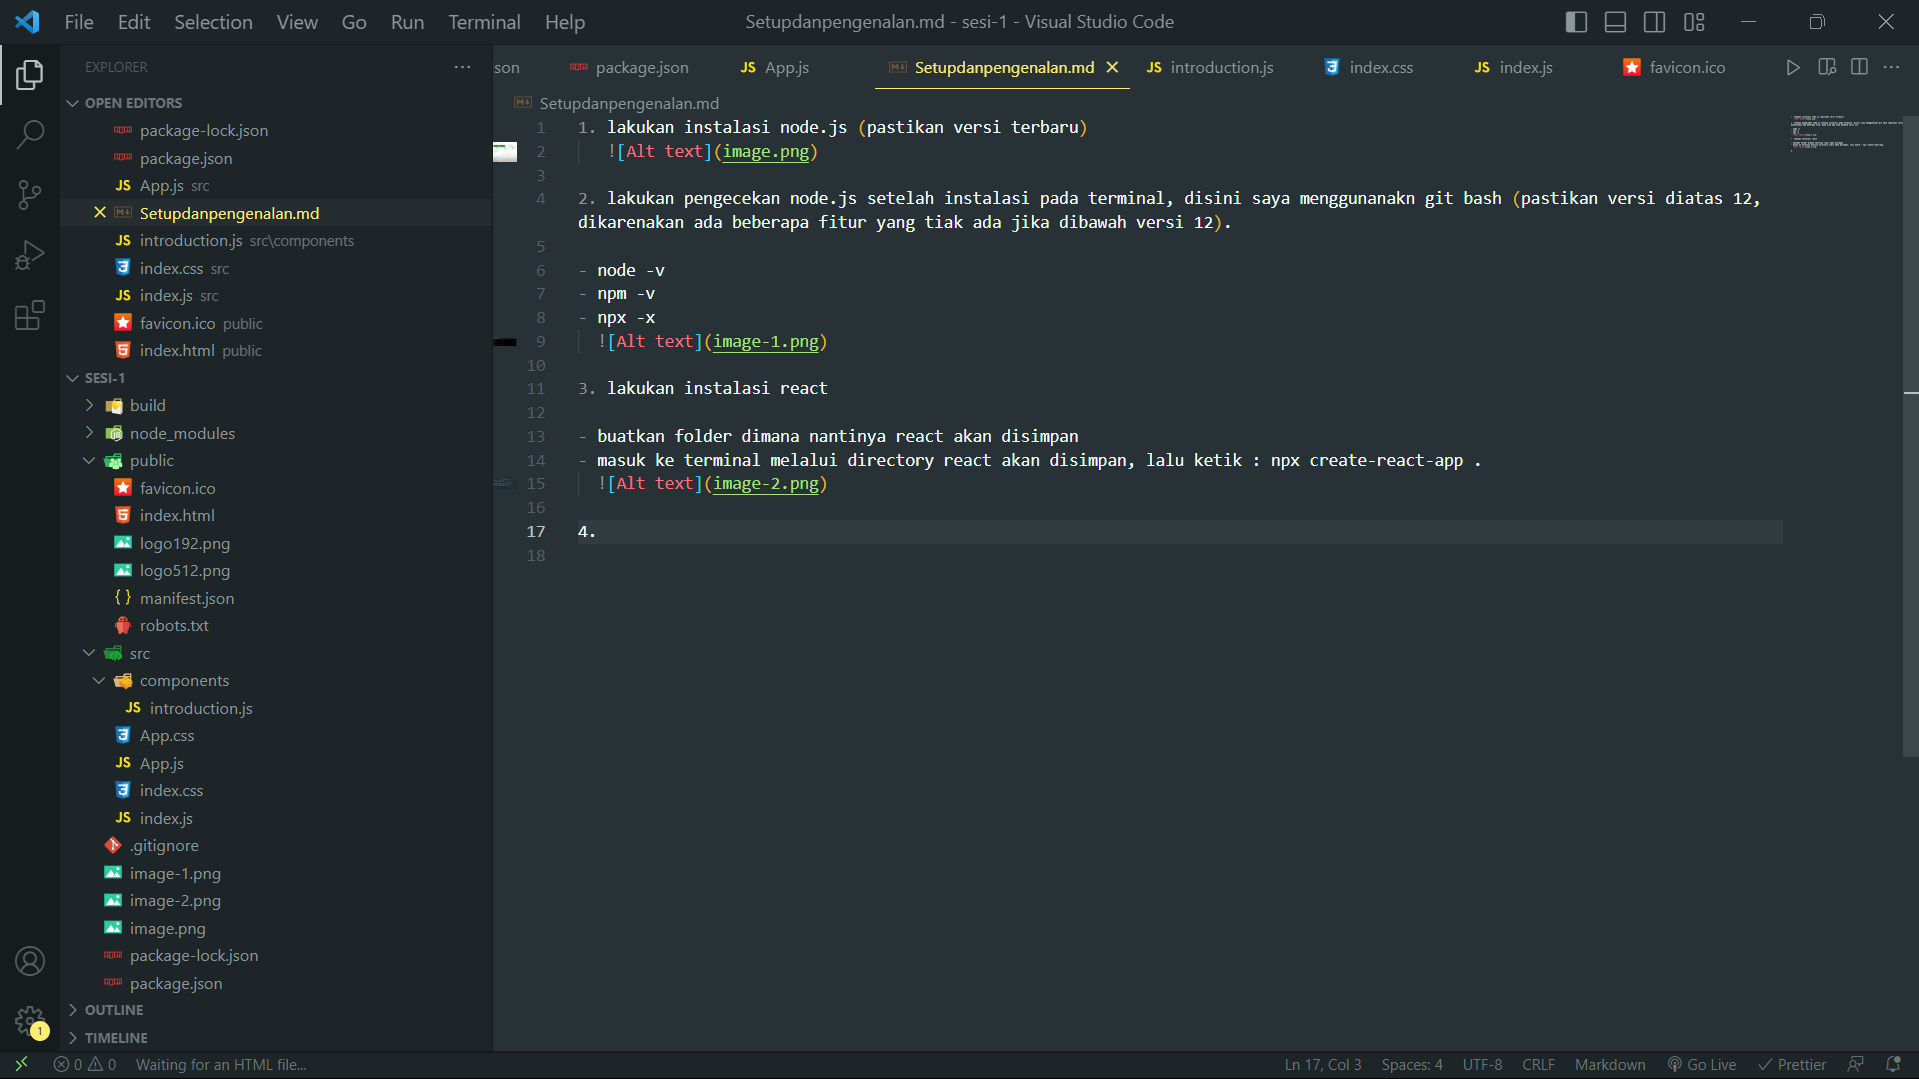 File Edit Selection View Go Run Terminal Help
Setupdanpengenalan.md - sesi-1 - Visual Studio Code
EXPLORER
OPEN EDITORS
package-lock.json
package.json
JS App.js src
Setupdanpengenalan.md
JS introduction.js src\components
index.css src
JS index.js src
favicon.ico public
index.html public
SESI-1
build
node_modules
public
favicon.ico
index.html
logo192.png
logo512.png
{} manifest.json
robots.txt
src
components
JS introduction.js
App.css
JS App.js
index.css
JS index.js
.gitignore
image-1.png
image-2.png
image.png
package-lock.json
package.json
OUTLINE
TIMELINE
1
son package.json JS App.js Setupdanpengenalan.md JS introduction.js index.css JS index.js favicon.ico
Setupdanpengenalan.md
1 1. lakukan instalasi node.js (pastikan versi terbaru)
2 ![Alt text](image.png)
3
4 2. lakukan pengecekan node.js setelah instalasi pada terminal, disini saya menggunanakn git bash (pastikan versi diatas 12,
dikarenakan ada beberapa fitur yang tiak ada jika dibawah versi 12).
5
6 - node -v
7 - npm -v
8 - npx -x
9 ![Alt text](image-1.png)
10
11 3. lakukan instalasi react
12
13 - buatkan folder dimana nantinya react akan disimpan
14 - masuk ke terminal melalui directory react akan disimpan, lalu ketik : npx create-react-app .
15 ![Alt text](image-2.png)
16
17 4.
18
0 0 Waiting for an HTML file...
Ln 17, Col 3 Spaces: 4 UTF-8 CRLF Markdown Go Live Prettier